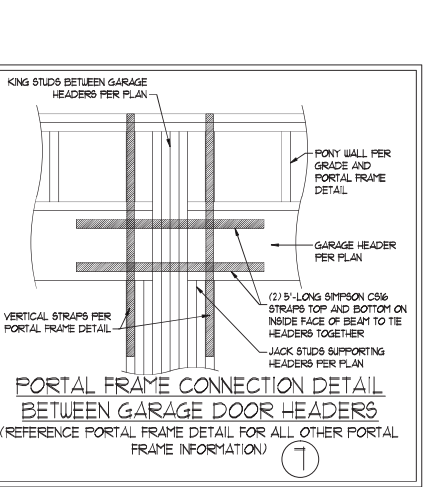 KING STUDS BETWEEN GARAGE
HEADERS PER PLAN
PONY WALL PER
GRADE AND
PORTAL FRAME
DETAIL
GARAGE HEADER
PER PLAN
(2) 5'-LONG SIMPSON CS16
STRAPS TOP AND BOTTOM ON
INSIDE FACE OF BEAM TO TIE
HEADERS TOGETHER
VERTICAL STRAPS PER
PORTAL FRAME DETAIL
JACK STUDS SUPPORTING
HEADERS PER PLAN
PORTAL FRAME CONNECTION DETAIL
BETWEEN GARAGE DOOR HEADERS
(REFERENCE PORTAL FRAME DETAIL FOR ALL OTHER PORTAL
FRAME INFORMATION)
7